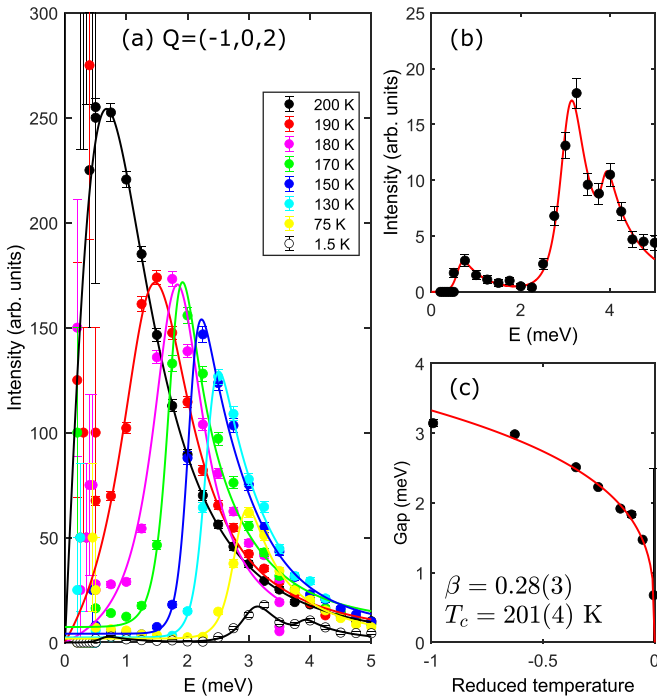 (a) Q=(-1,0,2)
300
250
200
150
100
50
0
Intensity (arb. units)
200 K
190 K
180 K
170 K
150 K
130 K
75 K
1.5 K
0 1 2 3 4 5
E (meV)
(b)
25
20
15
10
5
0
Intensity (arb. units)
0 2 4
E (meV)
(c)
4
3
2
1
0
Gap (meV)
β = 0.28(3)
T_c = 201(4) K
-1 -0.5 0
Reduced temperature